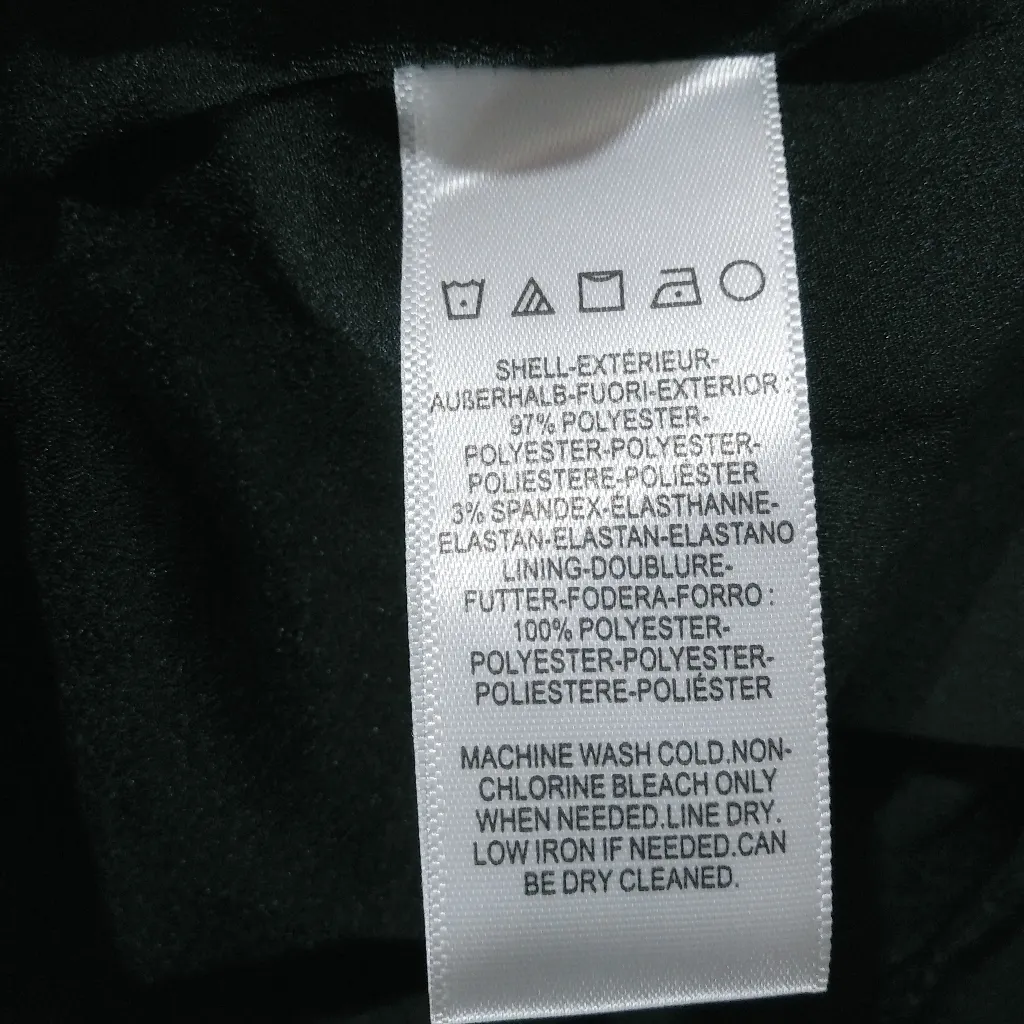 SHELL-EXTÉRIEUR-
AUßERHALB-FUORI-EXTERIOR :
97% POLYESTER-
POLYESTER-POLYESTER-
POLIESTERE-POLIÉSTER
3% SPANDEX-ÉLASTHANNE-
ELASTAN-ELASTAN-ELASTANO
LINING-DOUBLURE-
FUTTER-FODERA-FORRO :
100% POLYESTER-
POLYESTER-POLYESTER-
POLIESTERE-POLIÉSTER
MACHINE WASH COLD.NON-
CHLORINE BLEACH ONLY
WHEN NEEDED.LINE DRY.
LOW IRON IF NEEDED.CAN
BE DRY CLEANED.